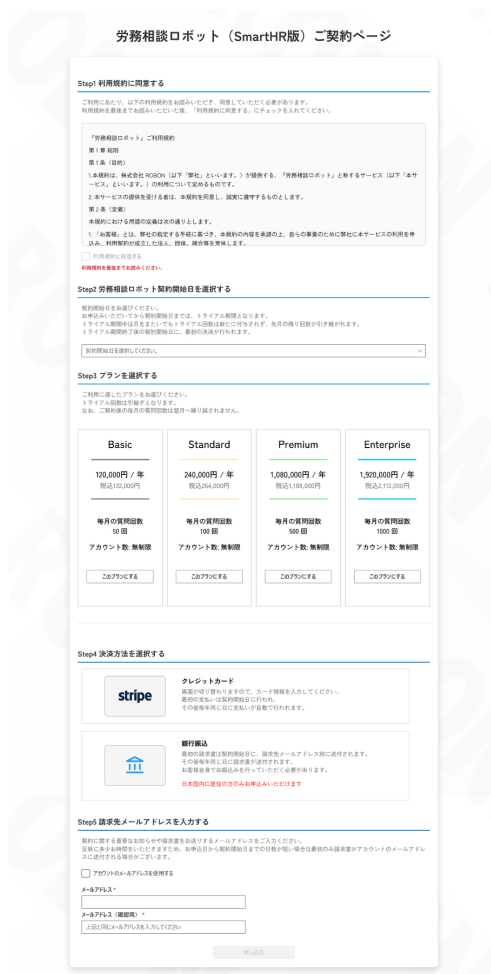 労務相談ロボット（SmartHR版）ご契約ページ
Step1 利用規約に同意する
ご利用にあたり、以下の利用規約をお読みいただき、同意していただく必要があります。
利用規約を最後までお読みいただいた後、「利用規約に同意する」にチェックを入れてください。
『労務相談ロボット』ご利用規約
第 1 章 総則
第 1 条（目的）
1.本規約は、株式会社 ROBON（以下「弊社」といいます。）が提供する、『労務相談ロボット』と称するサービス（以下「本サ
ービス」といいます。）の利用について定めるものです。
2. 本サービスの提供を受ける者は、本規約を同意し、誠実に遵守するものとします。
第 2 条（定義）
本規約における用語の定義は次の通りとします。
1. 「お客様」とは、弊社の指定する手続に基づき、本規約の内容を承諾の上、自らの事業のために弊社に本サービスの利用を申
込み、利用契約が成立した法人、団体、組合等を意味します。
利用規約に同意する
利用規約を最後までお読みください。
Step2 労務相談ロボット契約開始日を選択する
契約開始日をお選びください。
お申込みいただいてから契約開始日までは、トライアル期間となります。
トライアル期間中は月をまたいでもトライアル回数は新たに付与されず、先月の残り回数が引き継がれます。
トライアル期間終了後の契約開始日に、最初の決済が行われます。
契約開始日を選択してください。
Step3 プランを選択する
ご利用に適したプランをお選びください。
トライアル回数は引継ぎとなります。
なお、ご契約後の毎月の質問回数は翌月へ繰り越されません。
Basic
120,000円 / 年
税込132,000円
毎月の質問回数
50 回
アカウント数: 無制限
このプランにする
Standard
240,000円 / 年
税込264,000円
毎月の質問回数
100 回
アカウント数: 無制限
このプランにする
Premium
1,080,000円 / 年
税込1,188,000円
毎月の質問回数
500 回
アカウント数: 無制限
このプランにする
Enterprise
1,920,000円 / 年
税込2,112,000円
毎月の質問回数
1000 回
アカウント数: 無制限
このプランにする
Step4 決済方法を選択する
stripe
クレジットカード
画面が切り替わりますので、カード情報を入力してください。
最初の支払いは契約開始日に行われ、
その後毎年同じ日に支払いが自動で行われます。
銀行振込
最初の請求書は契約開始日に、請求先メールアドレス宛に送付されます。
その後毎年同じ日に請求書が送付されます。
お客様自身でお振込みを行っていただく必要があります。
日本国内に居住の方のみお申込みいただけます
Step5 請求先メールアドレスを入力する
契約に関する重要なお知らせや請求書をお送りするメールアドレスをご入力ください。
反映に多少お時間をいただきますため、お申込日から契約開始日までの日数が短い場合は最初のみ請求書がアカウントのメールアドレ
スに送付される場合がございます。
アカウントのメールアドレスを使用する
メールアドレス *
メールアドレス（確認用） *
上記と同じメールアドレスを入力してください
申し込む